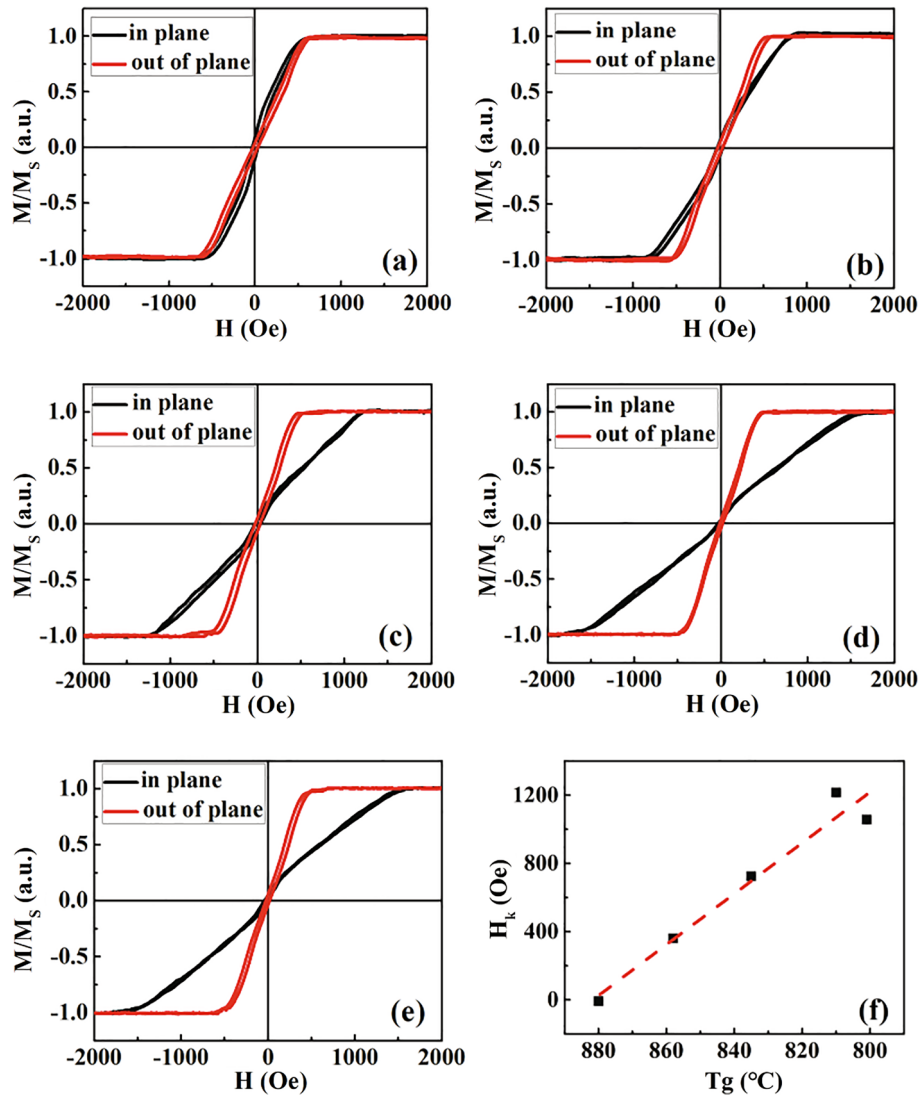 in plane
out of plane
1.0
0.5
0.0
-0.5
-1.0
M/M_S (a.u.)
(a)
-2000 -1000 0 1000 2000
H (Oe)
in plane
out of plane
1.0
0.5
0.0
-0.5
-1.0
M/M_S (a.u.)
(b)
-2000 -1000 0 1000 2000
H (Oe)
in plane
out of plane
1.0
0.5
0.0
-0.5
-1.0
M/M_S (a.u.)
(c)
-2000 -1000 0 1000 2000
H (Oe)
in plane
out of plane
1.0
0.5
0.0
-0.5
-1.0
M/M_S (a.u.)
(d)
-2000 -1000 0 1000 2000
H (Oe)
in plane
out of plane
1.0
0.5
0.0
-0.5
-1.0
M/M_S (a.u.)
(e)
-2000 -1000 0 1000 2000
H (Oe)
1200
800
400
0
H_k (Oe)
(f)
880 860 840 820 800
Tg (°C)